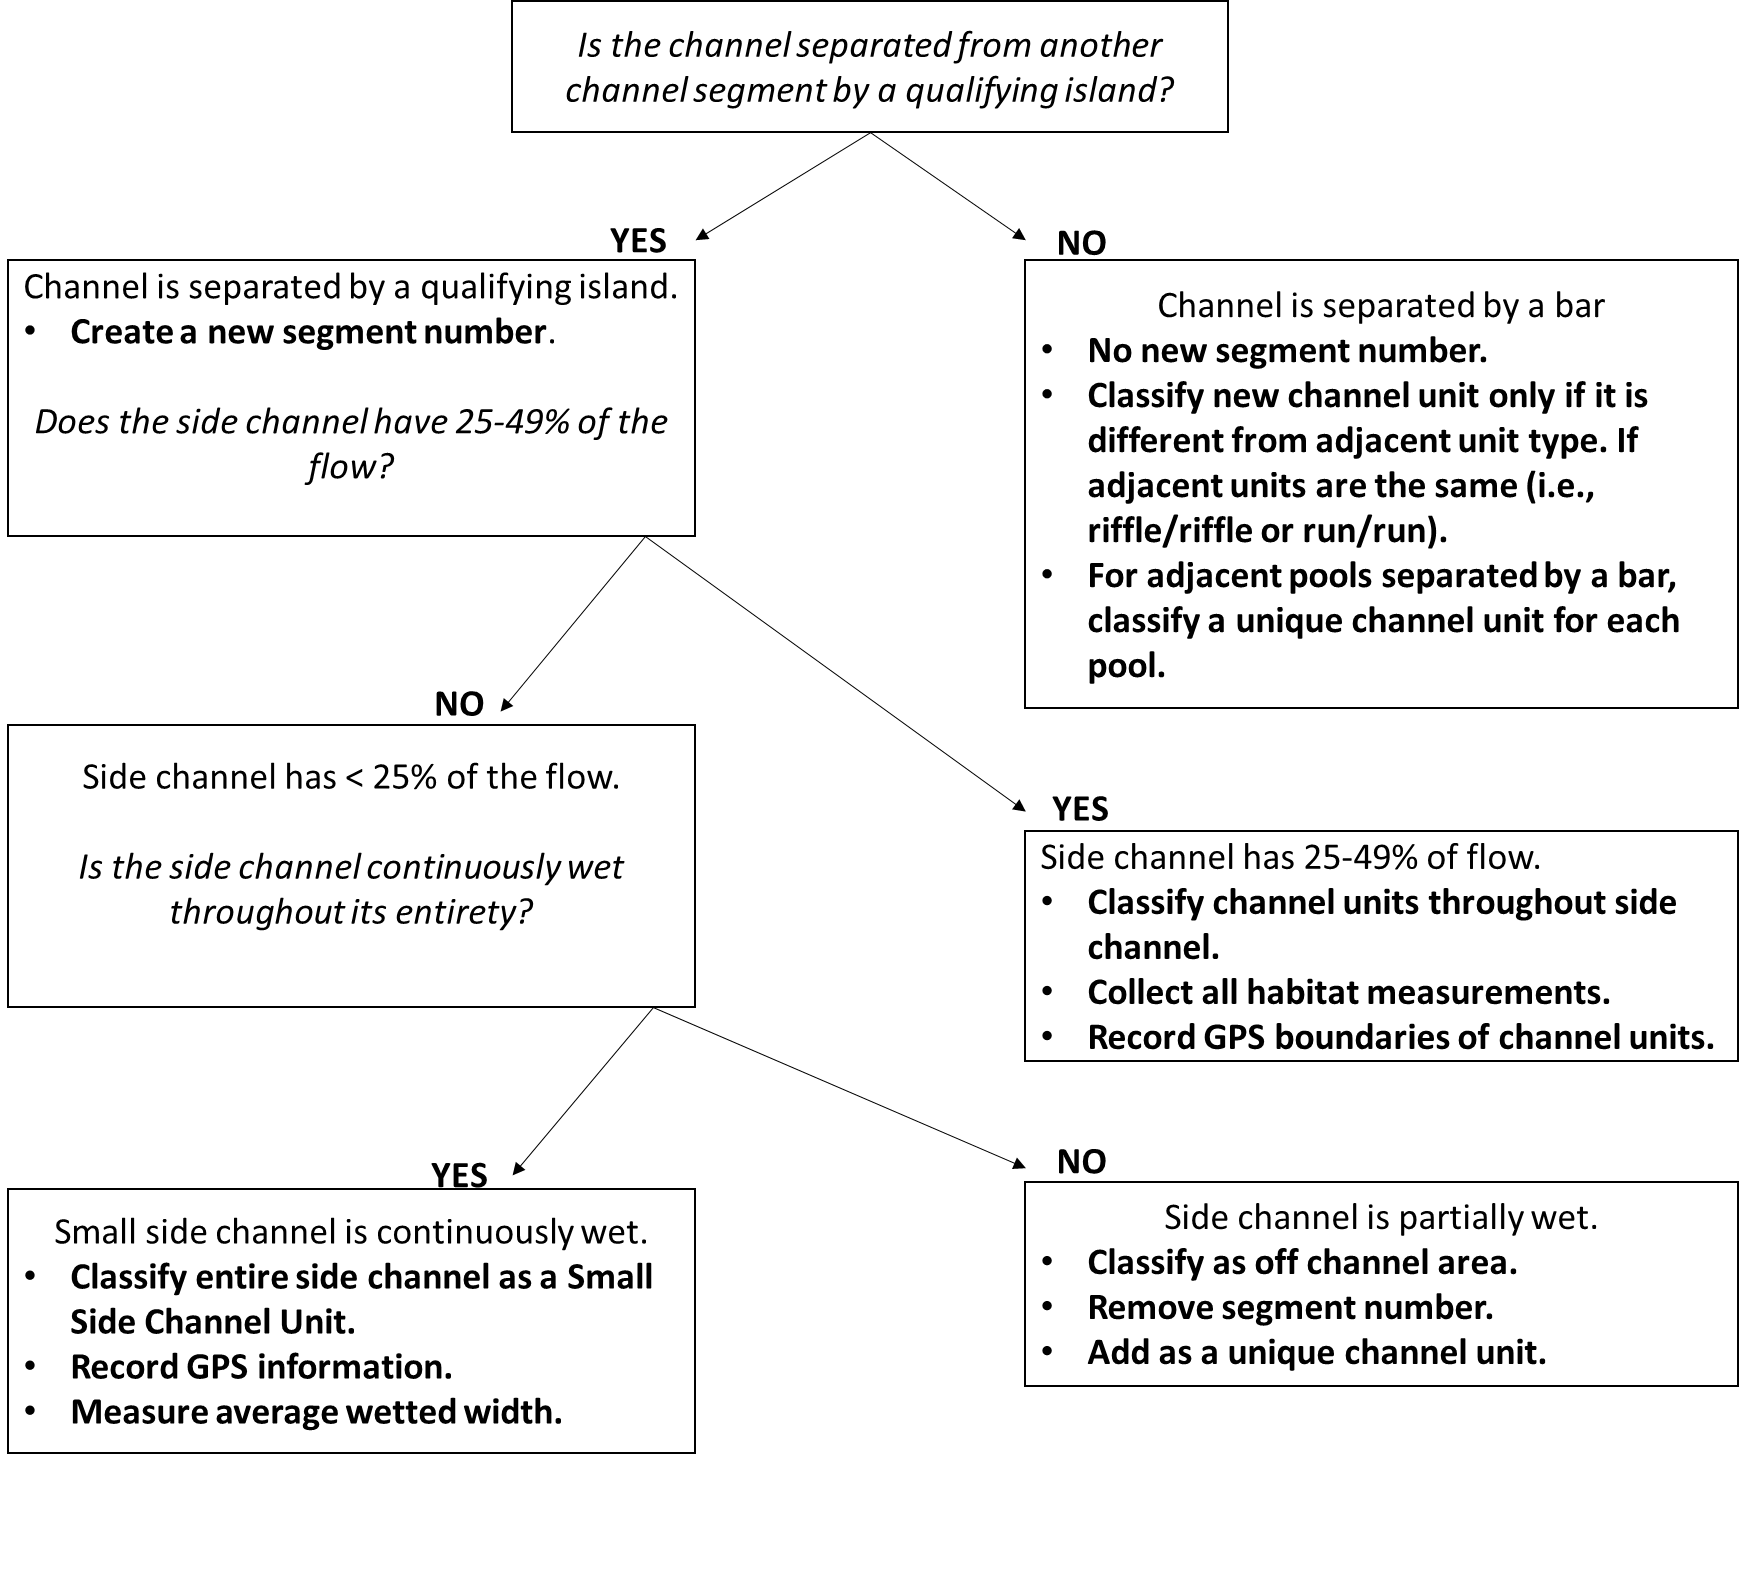 Is the channel separated from another
channel segment by a qualifying island?
YES
NO
Channel is separated by a qualifying island.
• Create a new segment number.
Does the side channel have 25-49% of the
flow?
Channel is separated by a bar
• No new segment number.
• Classify new channel unit only if it is
different from adjacent unit type. If
adjacent units are the same (i.e.,
riffle/riffle or run/run).
• For adjacent pools separated by a bar,
classify a unique channel unit for each
pool.
NO
Side channel has < 25% of the flow.
Is the side channel continuously wet
throughout its entirety?
YES
Side channel has 25-49% of flow.
• Classify channel units throughout side
channel.
• Collect all habitat measurements.
• Record GPS boundaries of channel units.
YES
Small side channel is continuously wet.
• Classify entire side channel as a Small
Side Channel Unit.
• Record GPS information.
• Measure average wetted width.
NO
Side channel is partially wet.
• Classify as off channel area.
• Remove segment number.
• Add as a unique channel unit.